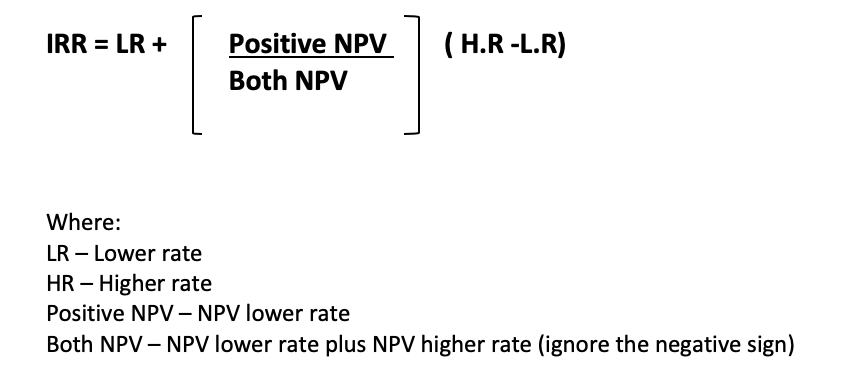 IRR = LR + [ Positive NPV ] ( H.R -L.R)
Both NPV
Where:
LR – Lower rate
HR – Higher rate
Positive NPV – NPV lower rate
Both NPV – NPV lower rate plus NPV higher rate (ignore the negative sign)